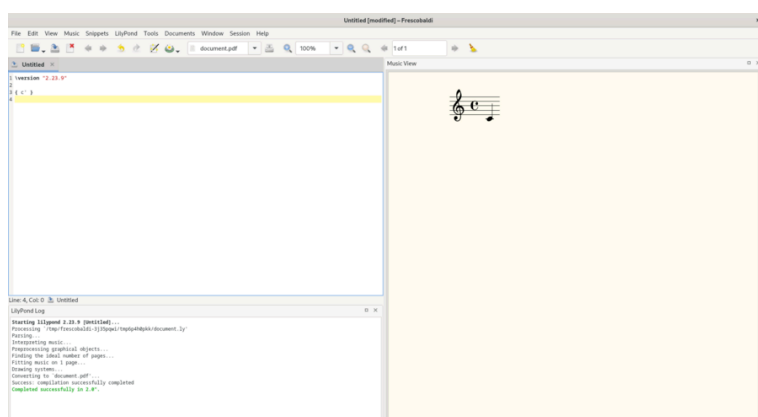 Untitled [modified] – Frescobaldi
File Edit View Music Snippets LilyPond Tools Documents Window Session Help
document.pdf 100% 1 of 1
Untitled
Music View
1 \version "2.23.9"
2
3 { c' }
4
Line: 4, Col: 0 Untitled
LilyPond Log
Starting lilypond 2.23.9 [Untitled]...
Parsing...
Interpreting music...
Preprocessing graphical objects...
Finding the ideal number of pages...
Fitting music on 1 page...
Drawing systems...
Converting to `document.pdf'...
Success: compilation successfully completed
Completed successfully in 2.0".